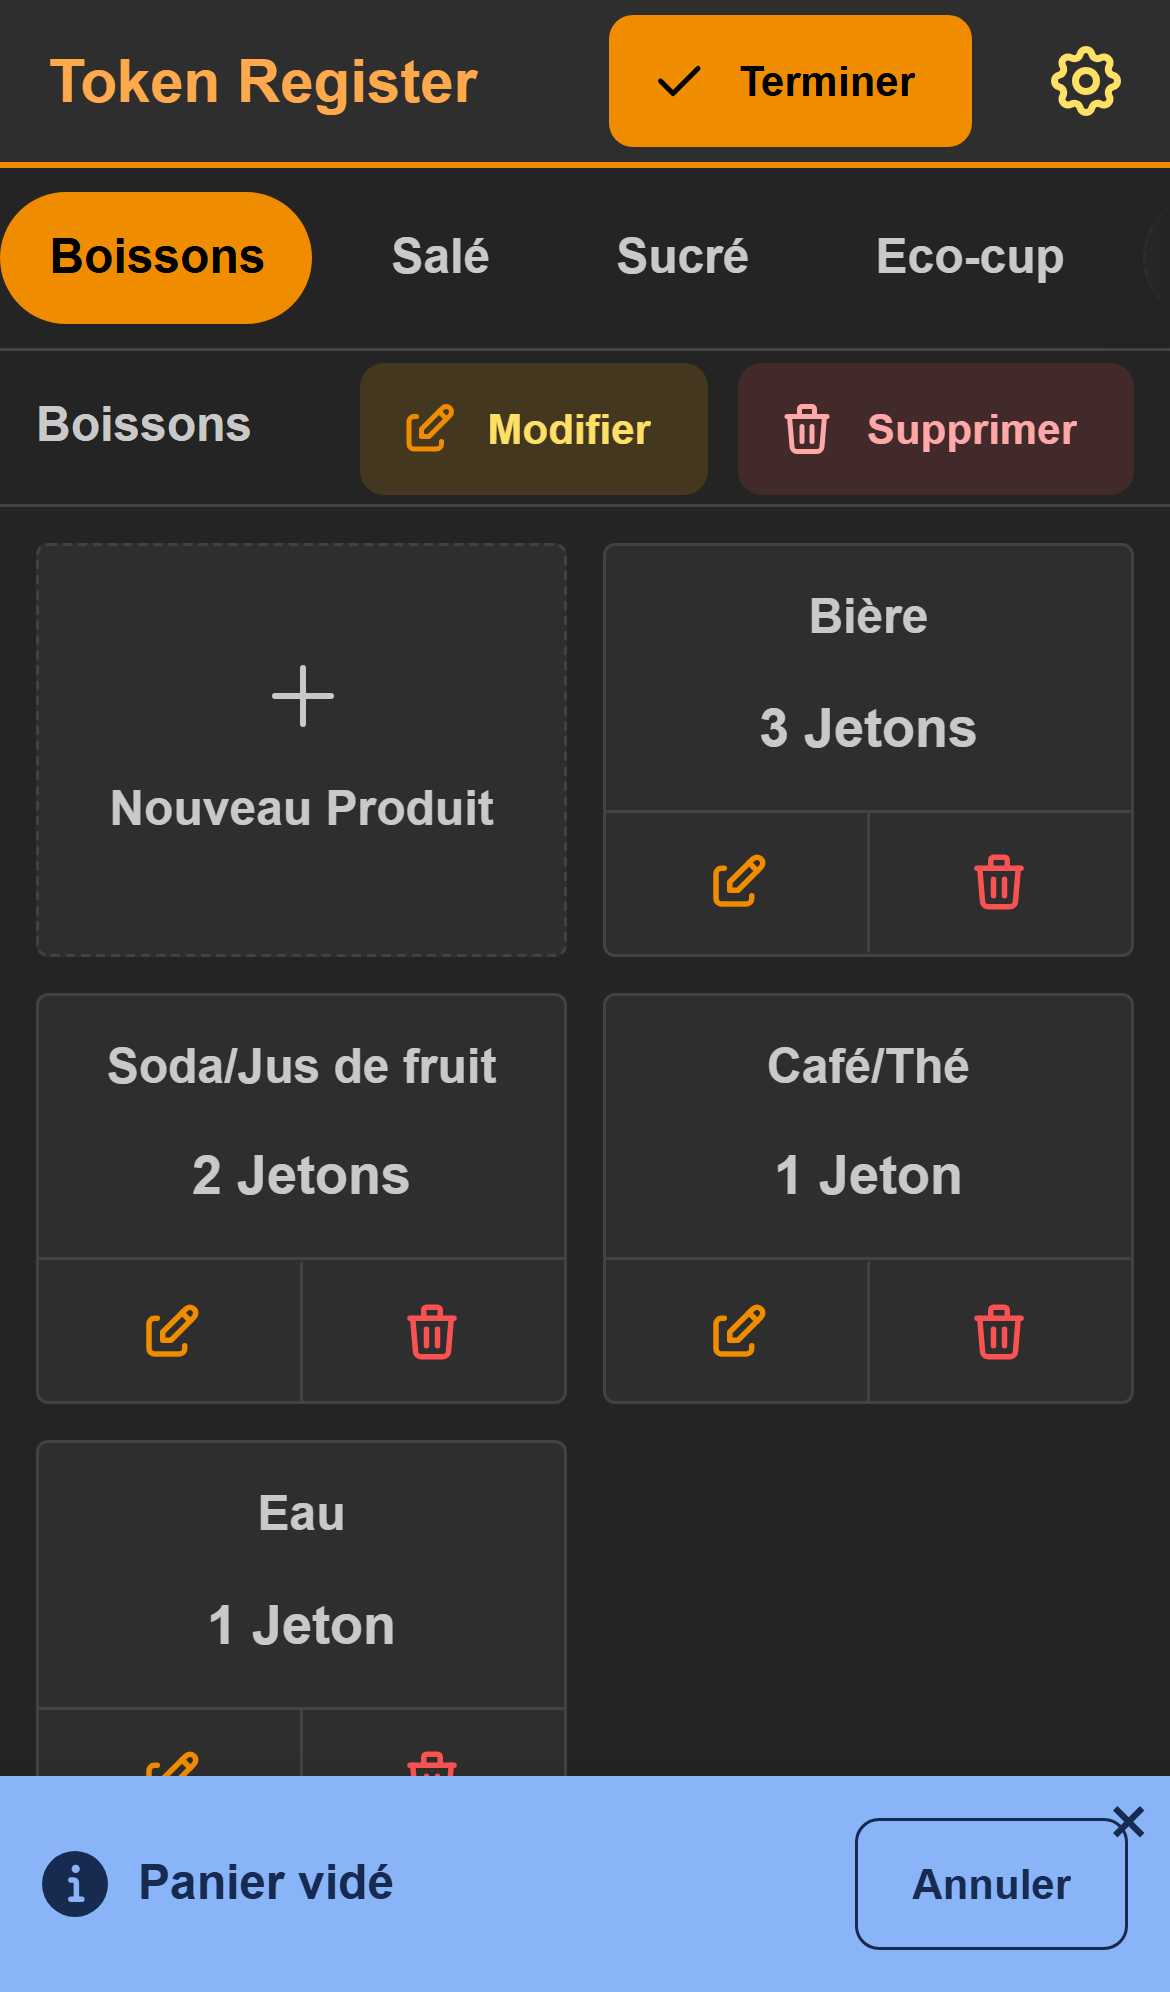 Token Register
Terminer
Boissons
Salé
Sucré
Eco-cup
Boissons
Modifier
Supprimer
Nouveau Produit
Bière
3 Jetons
Soda/Jus de fruit
2 Jetons
Café/Thé
1 Jeton
Eau
1 Jeton
Panier vidé
Annuler